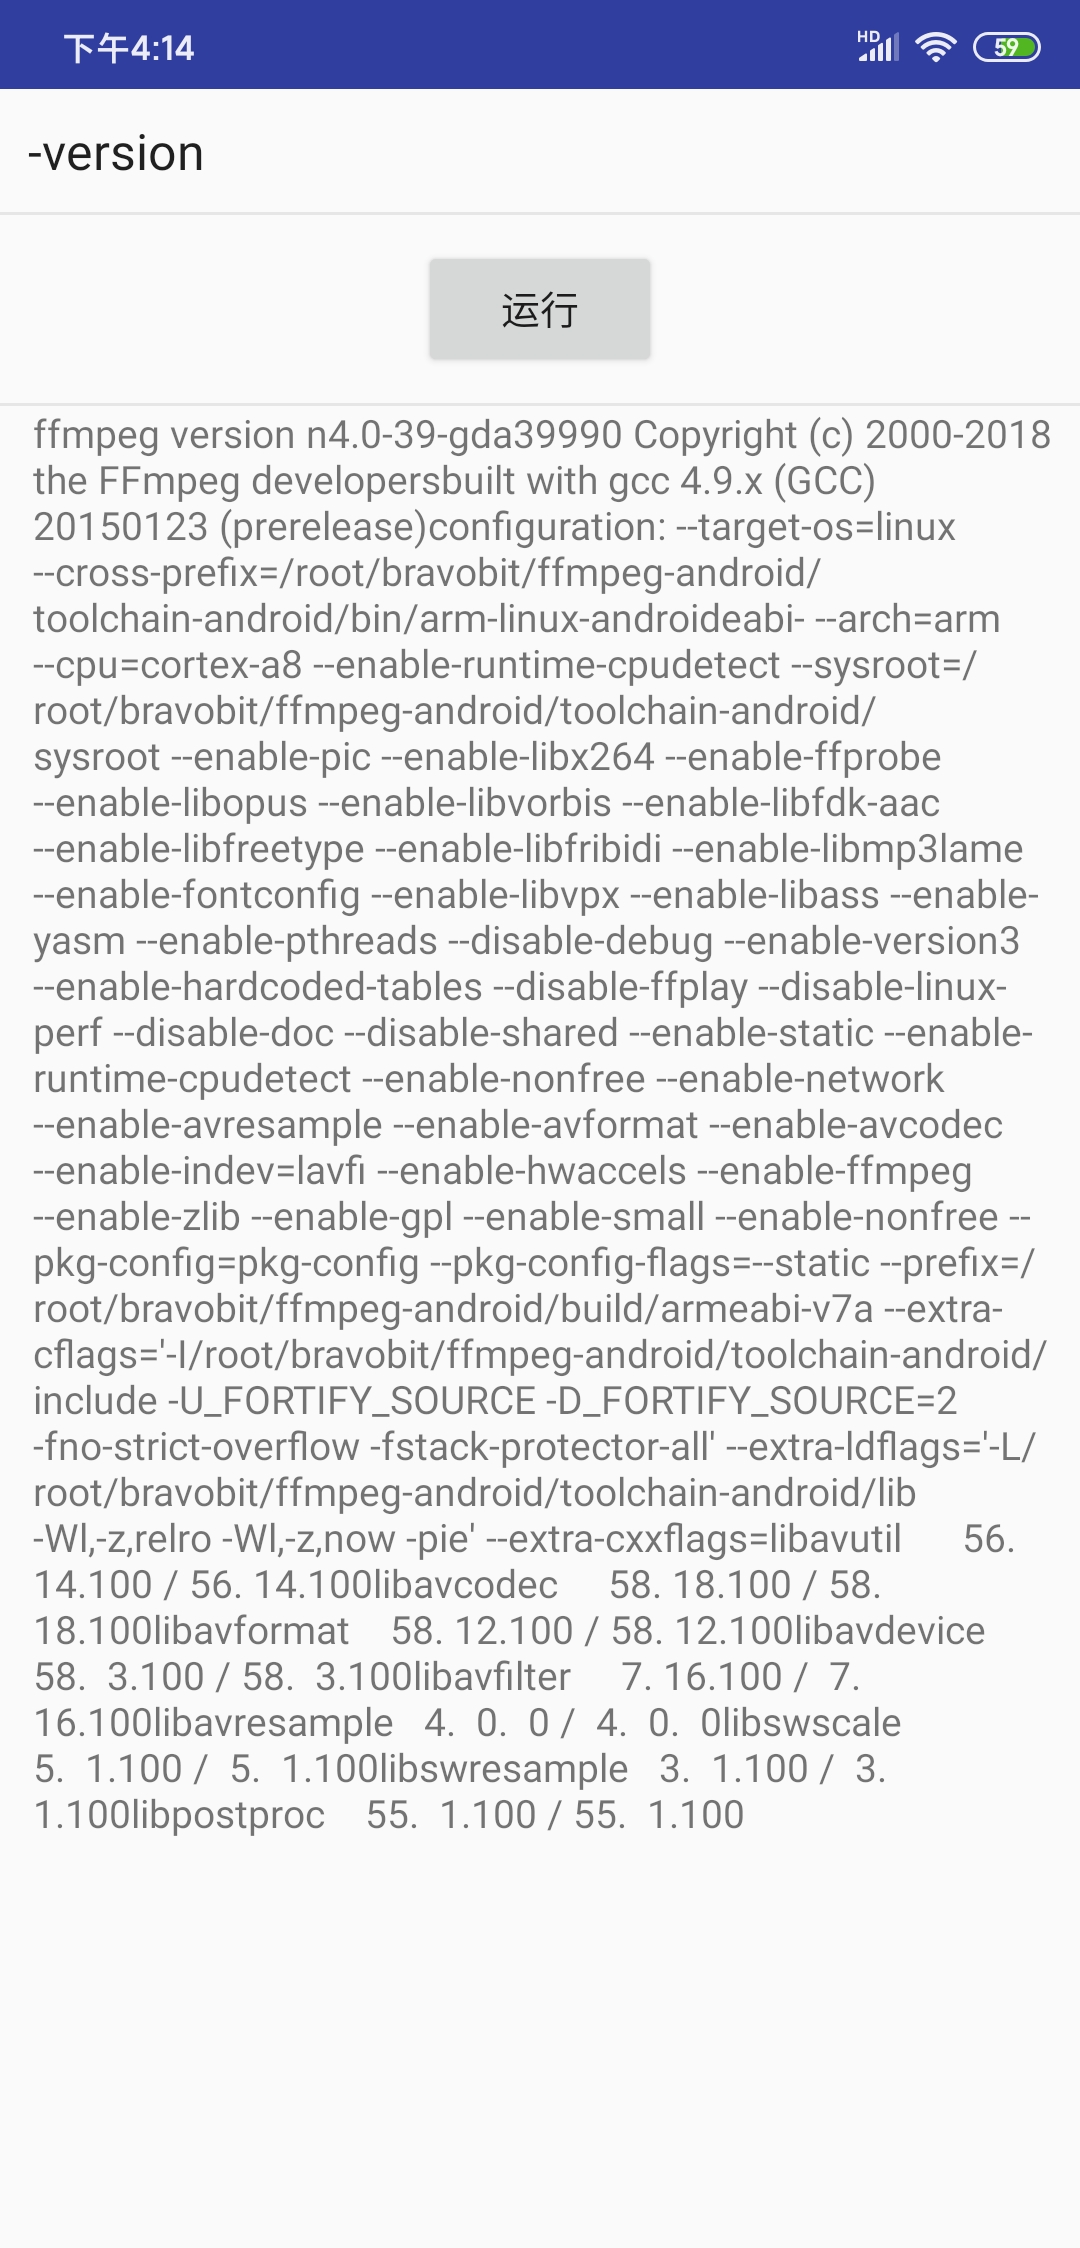 下午4:14
HD
59
-version
运行
ffmpeg version n4.0-39-gda39990 Copyright (c) 2000-2018
the FFmpeg developersbuilt with gcc 4.9.x (GCC)
20150123 (prerelease)configuration: --target-os=linux
--cross-prefix=/root/bravobit/ffmpeg-android/
toolchain-android/bin/arm-linux-androideabi- --arch=arm
--cpu=cortex-a8 --enable-runtime-cpudetect --sysroot=/
root/bravobit/ffmpeg-android/toolchain-android/
sysroot --enable-pic --enable-libx264 --enable-ffprobe
--enable-libopus --enable-libvorbis --enable-libfdk-aac
--enable-libfreetype --enable-libfribidi --enable-libmp3lame
--enable-fontconfig --enable-libvpx --enable-libass --enable-
yasm --enable-pthreads --disable-debug --enable-version3
--enable-hardcoded-tables --disable-ffplay --disable-linux-
perf --disable-doc --disable-shared --enable-static --enable-
runtime-cpudetect --enable-nonfree --enable-network
--enable-avresample --enable-avformat --enable-avcodec
--enable-indev=lavfi --enable-hwaccels --enable-ffmpeg
--enable-zlib --enable-gpl --enable-small --enable-nonfree --
pkg-config=pkg-config --pkg-config-flags=--static --prefix=/
root/bravobit/ffmpeg-android/build/armeabi-v7a --extra-
cflags='-I/root/bravobit/ffmpeg-android/toolchain-android/
include -U_FORTIFY_SOURCE -D_FORTIFY_SOURCE=2
-fno-strict-overflow -fstack-protector-all' --extra-ldflags='-L/
root/bravobit/ffmpeg-android/toolchain-android/lib
-Wl,-z,relro -Wl,-z,now -pie' --extra-cxxflags=libavutil      56.
14.100 / 56. 14.100libavcodec     58. 18.100 / 58.
18.100libavformat    58. 12.100 / 58. 12.100libavdevice
58.  3.100 / 58.  3.100libavfilter     7. 16.100 /  7.
16.100libavresample   4.  0.  0 /  4.  0.  0libswscale
5.  1.100 /  5.  1.100libswresample   3.  1.100 /  3.
1.100libpostproc    55.  1.100 / 55.  1.100